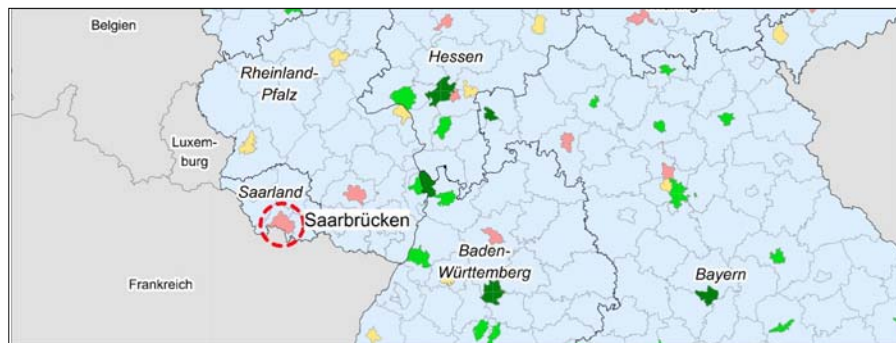 Belgien
Hessen
Rheinland-
Pfalz
Luxem-
burg
Saarland
Saarbrücken
Baden-
Württemberg
Bayern
Frankreich